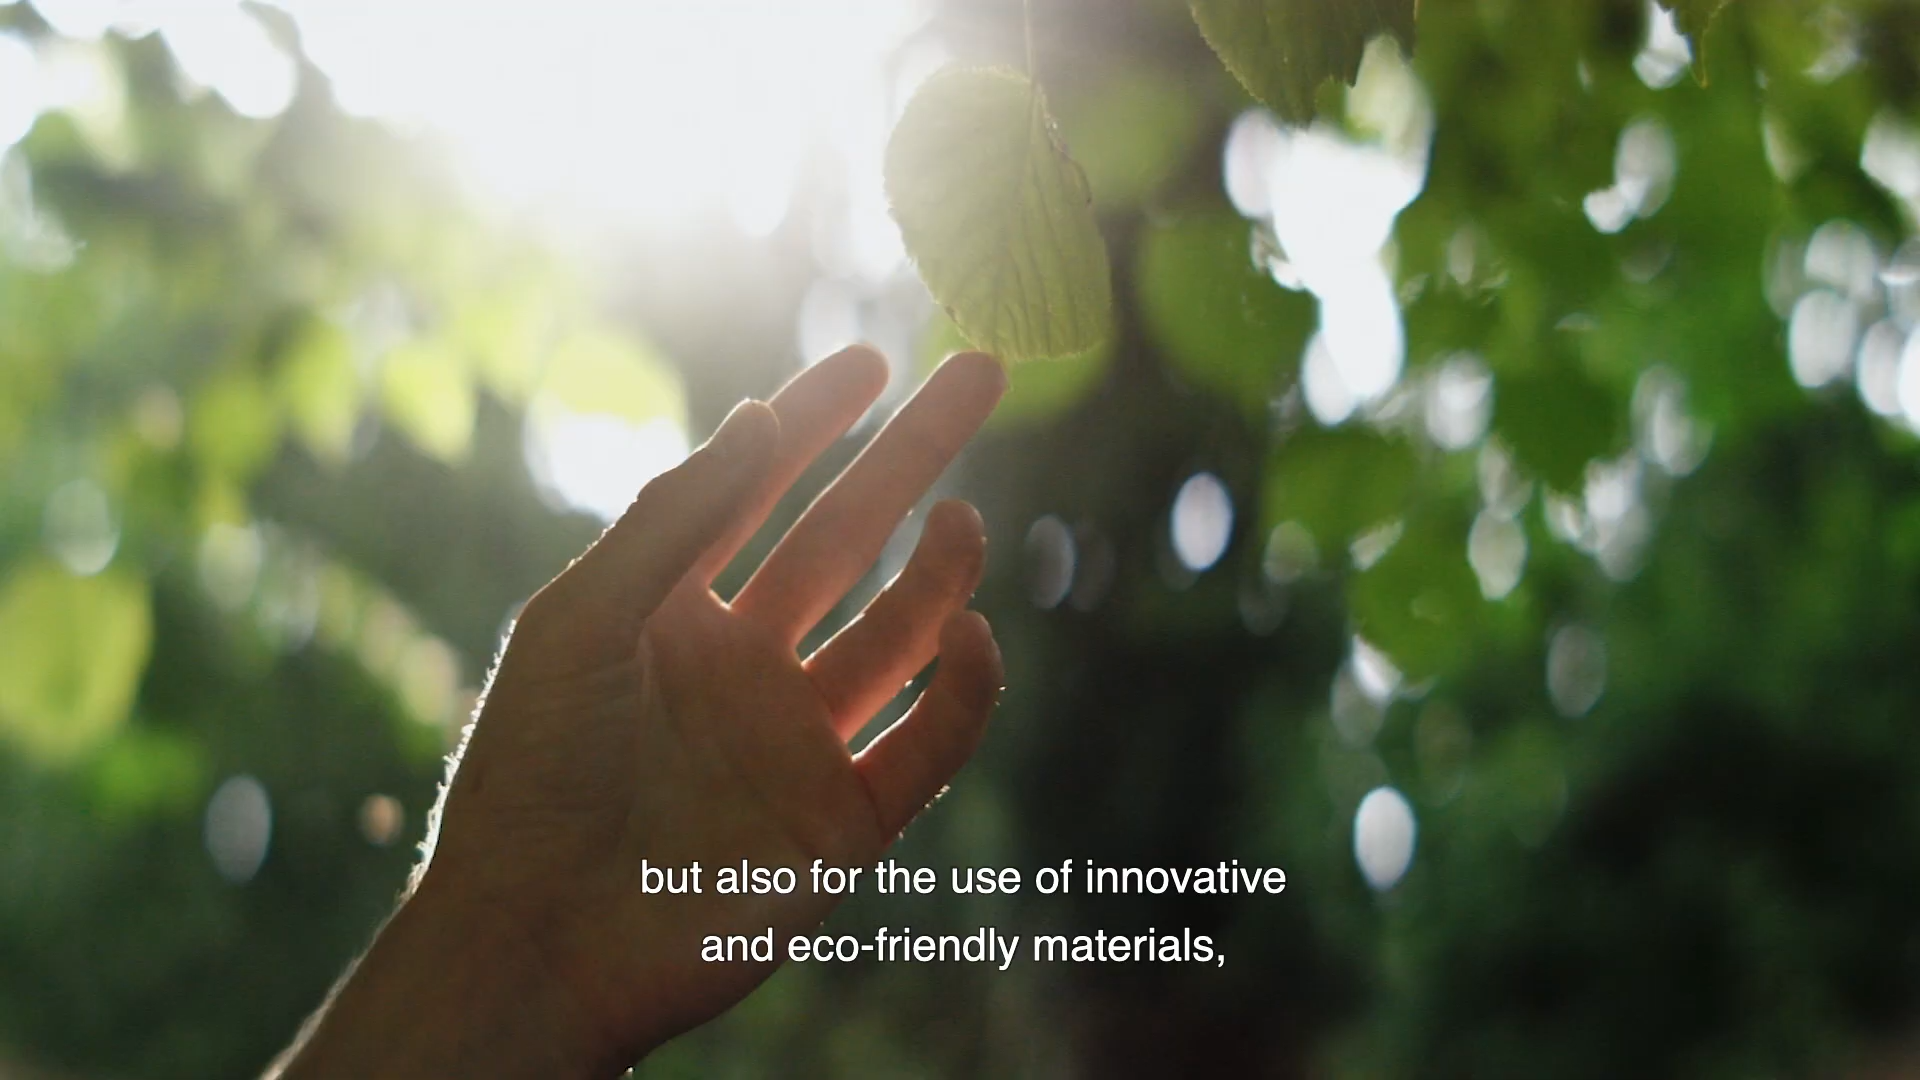 but also for the use of innovative
and eco-friendly materials,